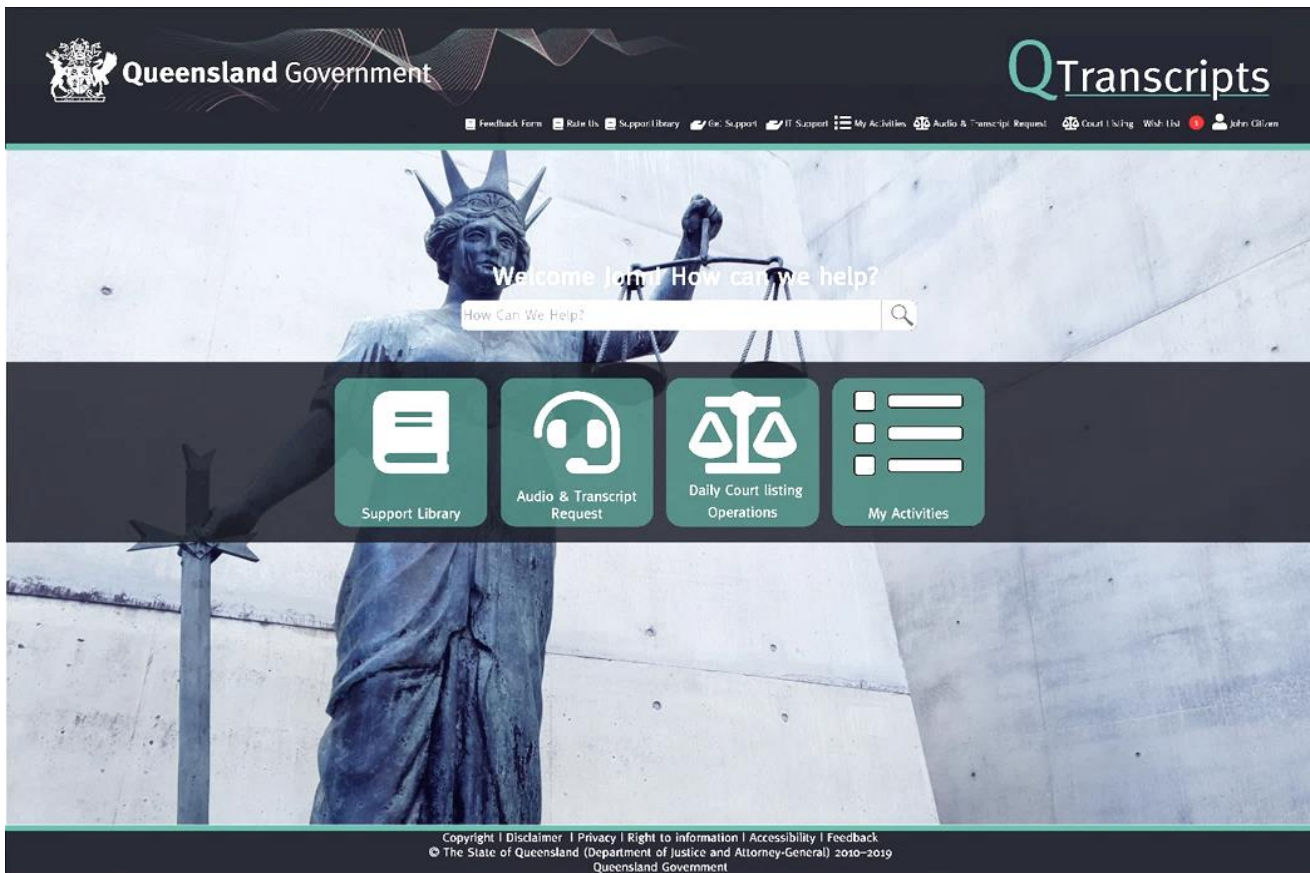 Queensland Government
QTranscripts
Feedback Form Rate Us Support Library Get Support IT Support My Activities Audio & Transcript Request Court Listing Wish List 1 John Citizen
Welcome John! How can we help?
How Can We Help?
Support Library
Audio & Transcript
Request
Daily Court listing
Operations
My Activities
Copyright | Disclaimer | Privacy | Right to information | Accessibility | Feedback
© The State of Queensland (Department of Justice and Attorney-General) 2010–2019
Queensland Government